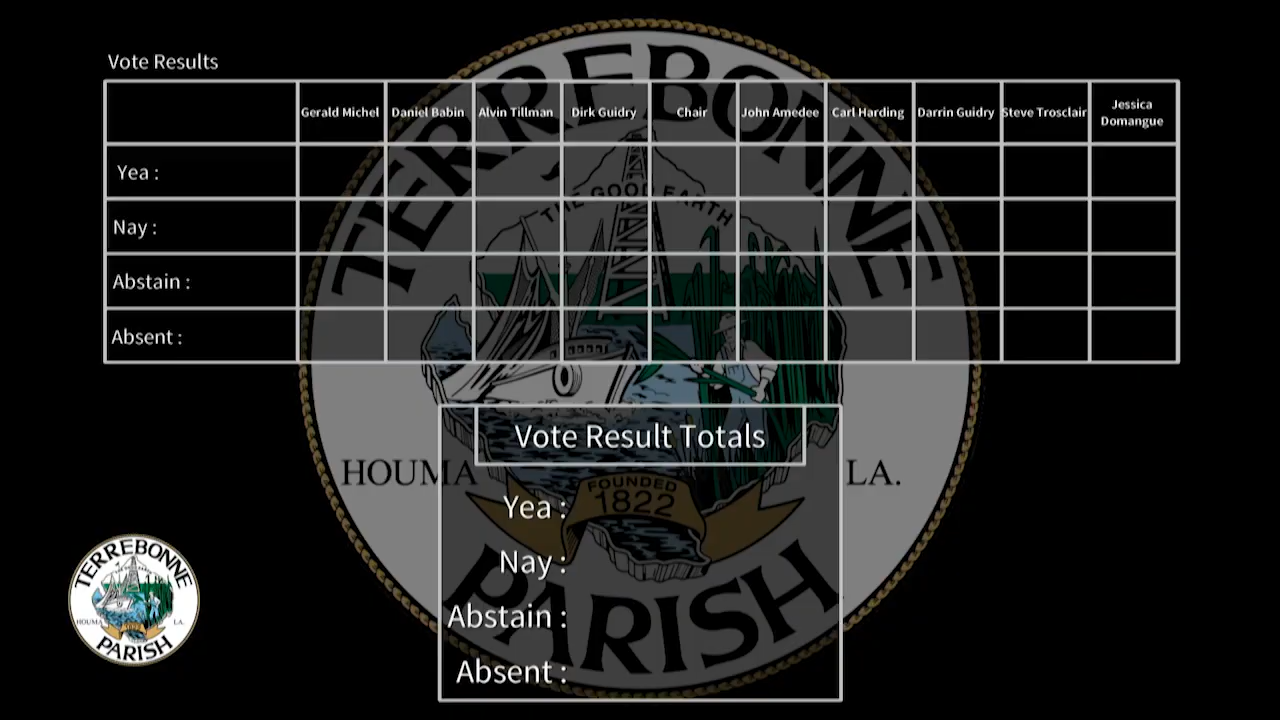 Vote Results
Gerald Michel Daniel Babin Alvin Tillman Dirk Guidry Chair John Amedee Carl Harding Darrin Guidry Steve Trosclair Jessica Domangue
Yea :
Nay :
Abstain :
Absent :
Vote Result Totals
Yea :
Nay :
Abstain :
Absent :
TERREBONNE
THE GOOD EARTH
HOUMA LA.
FOUNDED
1822
PARISH
TERREBONNE
HOUMA LA.
PARISH